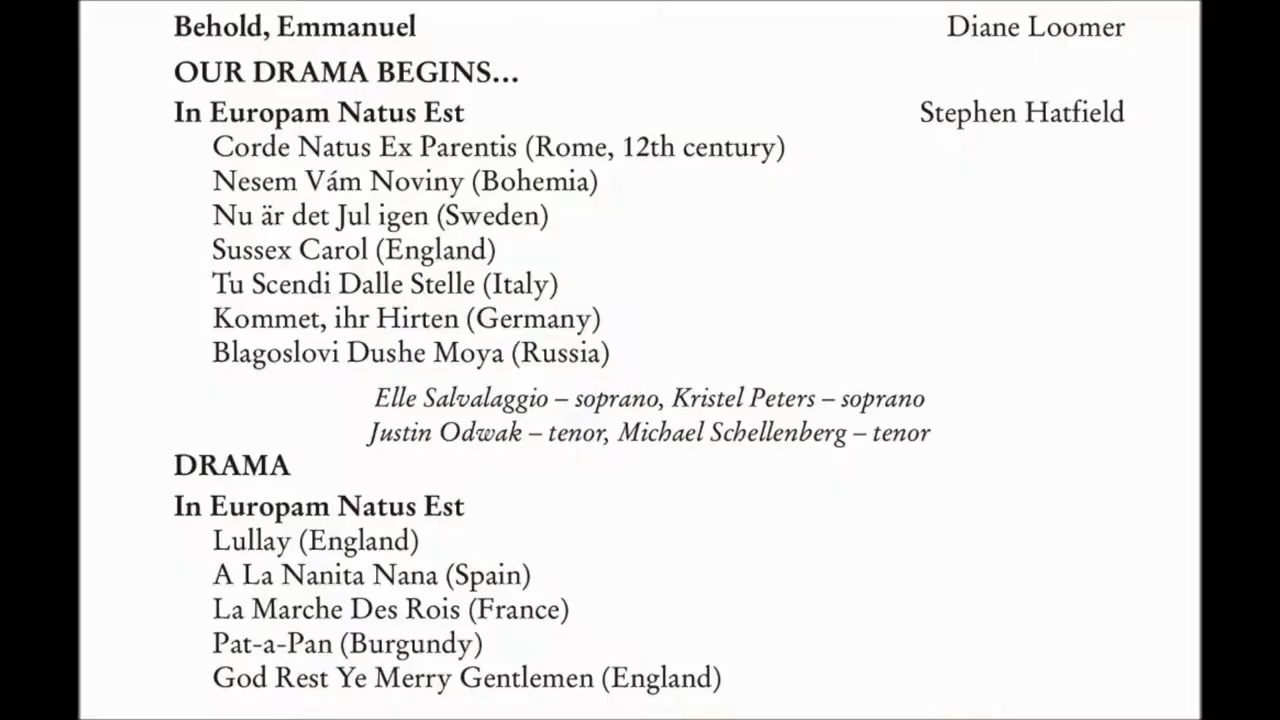 Behold, Emmanuel Diane Loomer
OUR DRAMA BEGINS...
In Europam Natus Est Stephen Hatfield
Corde Natus Ex Parentis (Rome, 12th century)
Nesem Vám Noviny (Bohemia)
Nu är det Jul igen (Sweden)
Sussex Carol (England)
Tu Scendi Dalle Stelle (Italy)
Kommet, ihr Hirten (Germany)
Blagoslovi Dushe Moya (Russia)
Elle Salvalaggio – soprano, Kristel Peters – soprano
Justin Odwak – tenor, Michael Schellenberg – tenor
DRAMA
In Europam Natus Est
Lullay (England)
A La Nanita Nana (Spain)
La Marche Des Rois (France)
Pat-a-Pan (Burgundy)
God Rest Ye Merry Gentlemen (England)